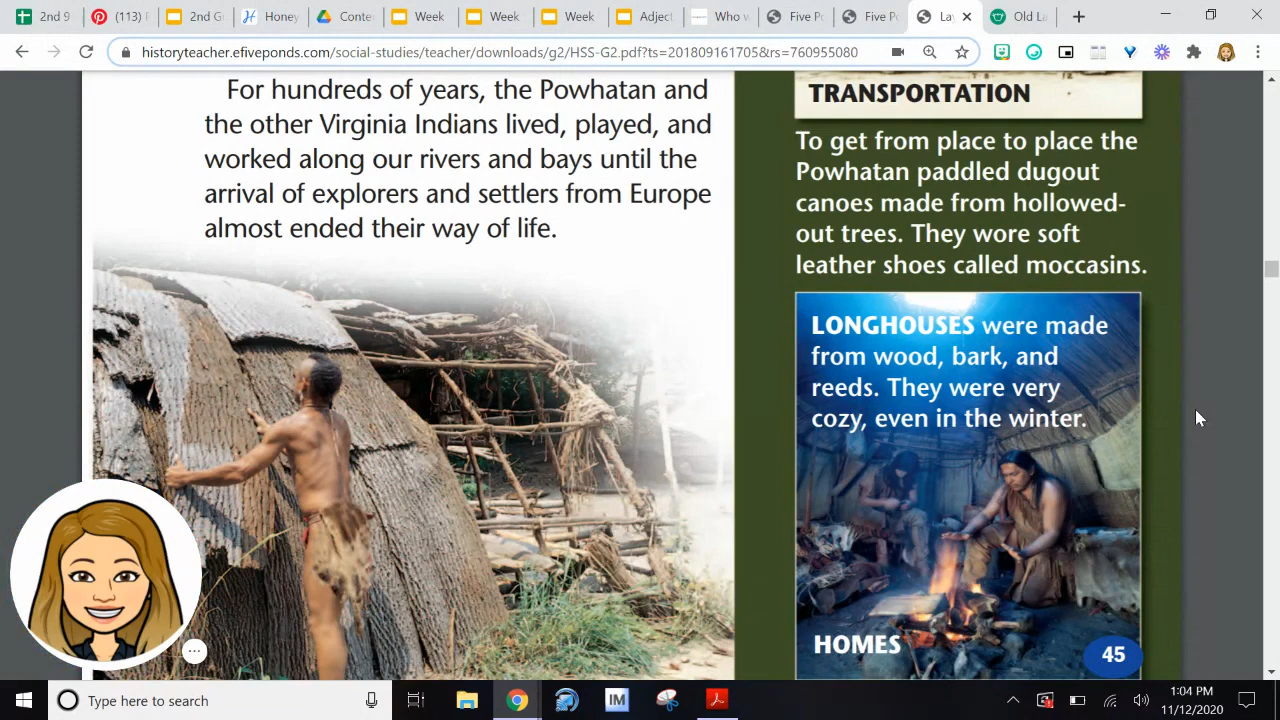 2nd 9
(113) P
2nd G
Honey
Conter
Week
Week
Week
Adject
Who v
Five Po
Five Po
Lay
Old La
historyteacher.efiveponds.com/social-studies/teacher/downloads/g2/HSS-G2.pdf?ts=201809161705&rs=760955080
For hundreds of years, the Powhatan and
the other Virginia Indians lived, played, and
worked along our rivers and bays until the
arrival of explorers and settlers from Europe
almost ended their way of life.
TRANSPORTATION
To get from place to place the
Powhatan paddled dugout
canoes made from hollowed-
out trees. They wore soft
leather shoes called moccasins.
LONGHOUSES were made
from wood, bark, and
reeds. They were very
cozy, even in the winter.
HOMES
45
Type here to search
IM
1:04 PM
11/12/2020